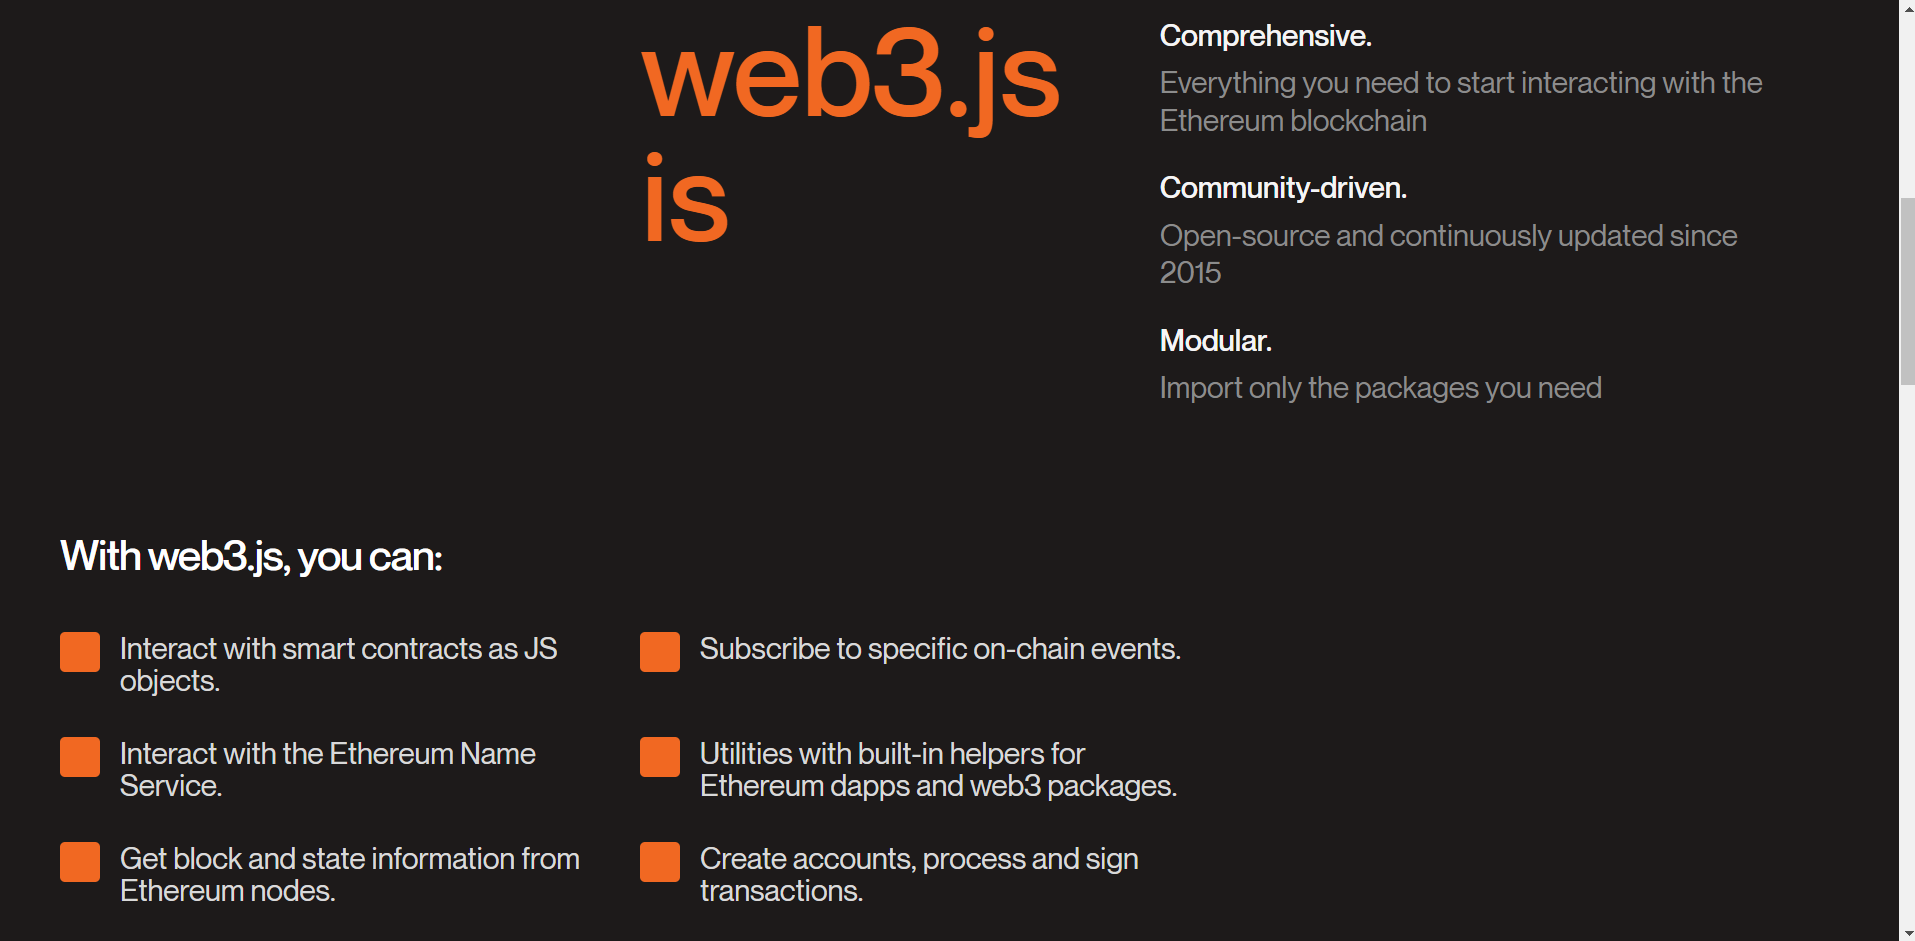 web3.js
is
Comprehensive.
Everything you need to start interacting with the
Ethereum blockchain
Community-driven.
Open-source and continuously updated since
2015
Modular.
Import only the packages you need
With web3.js, you can:
Interact with smart contracts as JS
objects.
Subscribe to specific on-chain events.
Interact with the Ethereum Name
Service.
Utilities with built-in helpers for
Ethereum dapps and web3 packages.
Get block and state information from
Ethereum nodes.
Create accounts, process and sign
transactions.